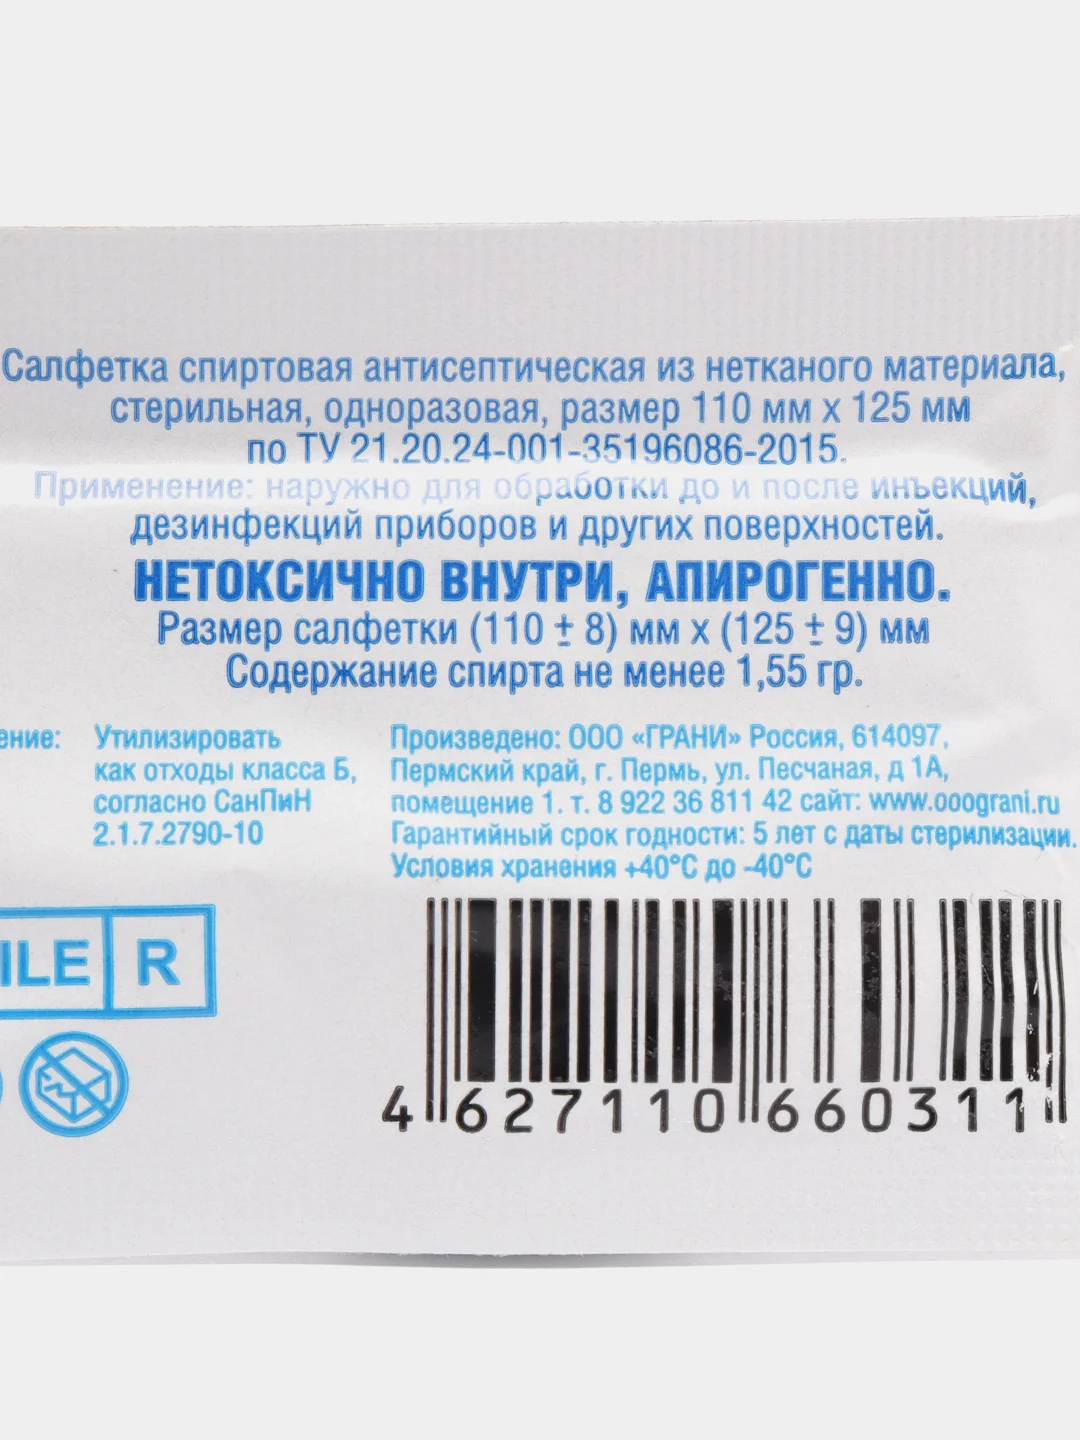 Салфетка спиртовая антисептическая из нетканого материала,
стерильная, одноразовая, размер 110 мм х 125 мм
по ТУ 21.20.24-001-35196086-2015.
Применение: наружно для обработки до и после инъекций,
дезинфекций приборов и других поверхностей.
НЕТОКСИЧНО ВНУТРИ, АПИРОГЕННО.
Размер салфетки (110 ± 8) мм х (125 ± 9) мм
Содержание спирта не менее 1,55 гр.
ение:
Утилизировать
как отходы класса Б,
согласно СанПиН
2.1.7.2790-10
Произведено: ООО «ГРАНИ» Россия, 614097,
Пермский край, г. Пермь, ул. Песчаная, д 1А,
помещение 1. т. 8 922 36 811 42 сайт: www.ooograni.ru
Гарантийный срок годности: 5 лет с даты стерилизации.
Условия хранения +40°С до -40°С
ILE R
4 627110 660311